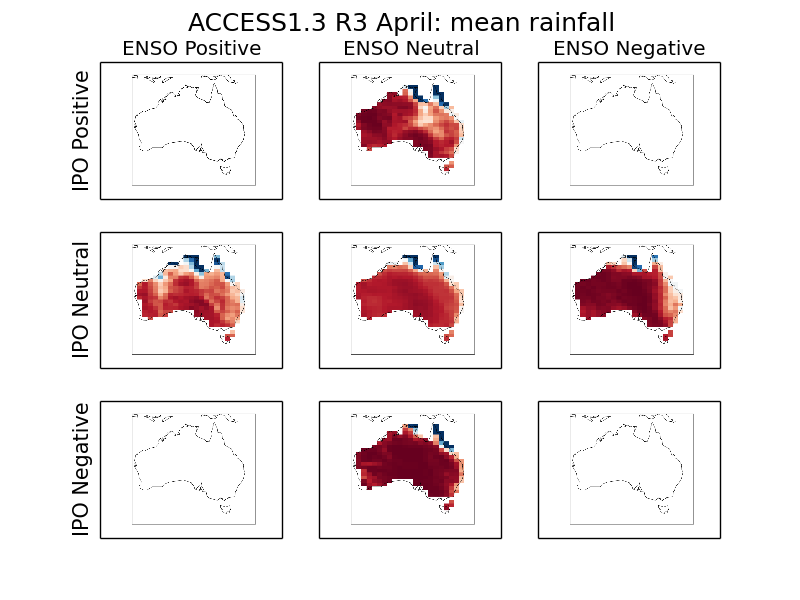 ACCESS1.3 R3 April: mean rainfall
ENSO Positive
ENSO Neutral
ENSO Negative
IPO Positive
IPO Neutral
IPO Negative